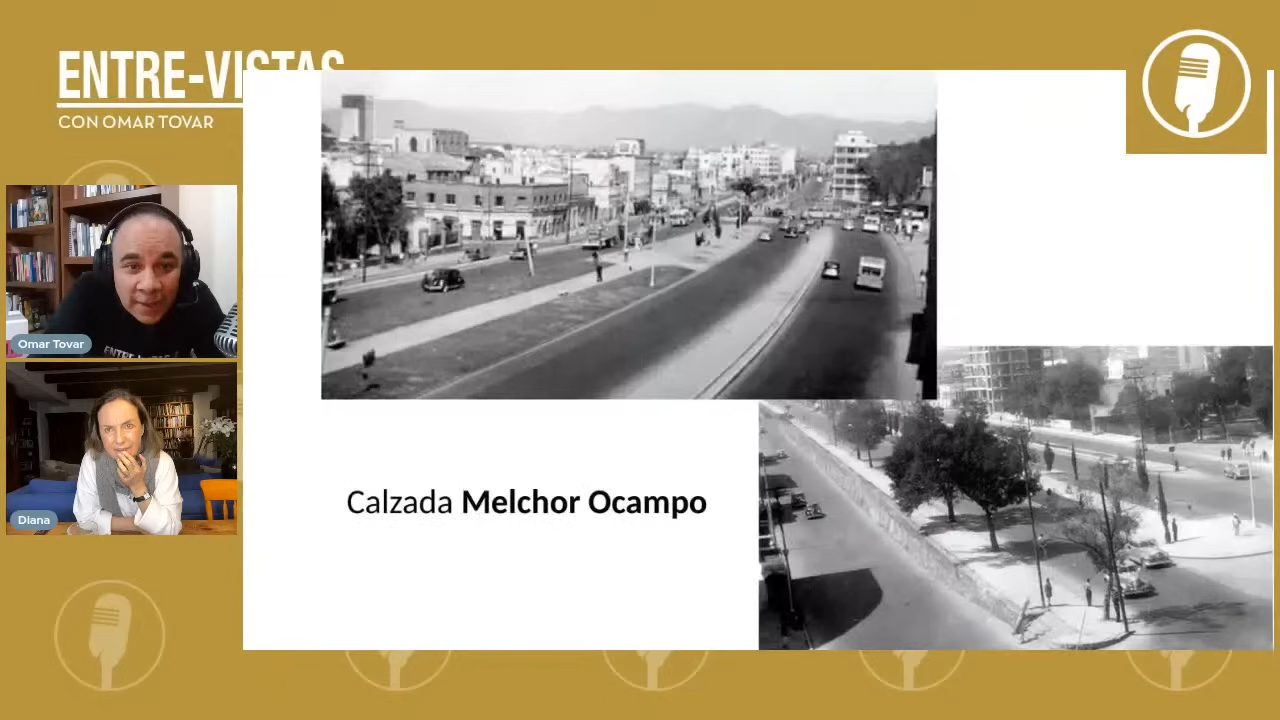 ENTRE-VISTAS
CON OMAR TOVAR
Omar Tovar
Diana
Calzada Melchor Ocampo